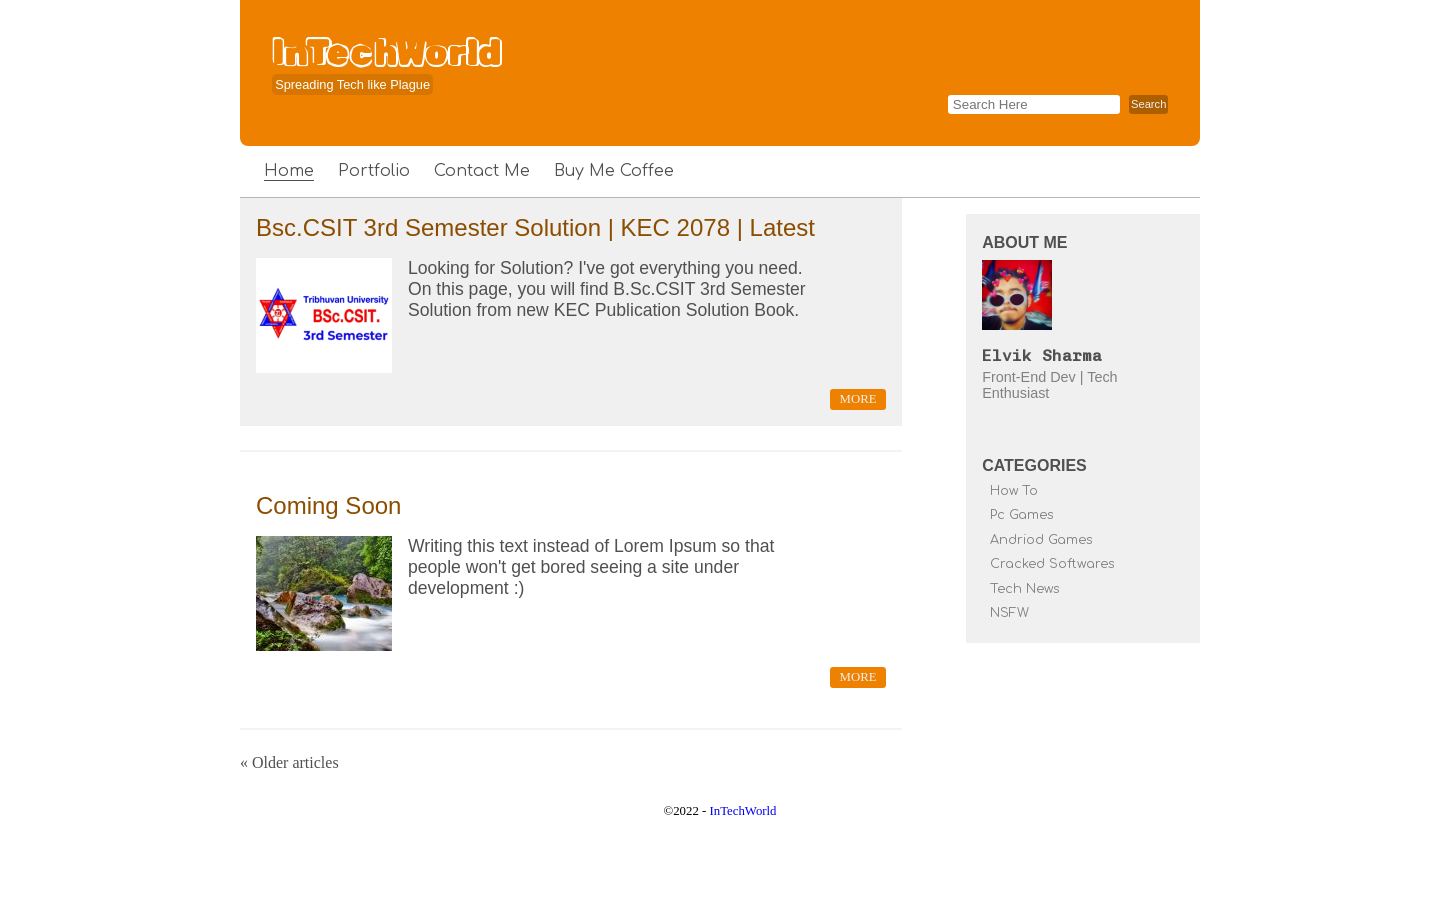 InTechWorld
Spreading Tech like Plague
Search Here
Search
Home
Portfolio
Contact Me
Buy Me Coffee
Bsc.CSIT 3rd Semester Solution | KEC 2078 | Latest
Tribhuvan University
BSc.CSIT.
3rd Semester
Looking for Solution? I've got everything you need.
On this page, you will find B.Sc.CSIT 3rd Semester
Solution from new KEC Publication Solution Book.
MORE
Coming Soon
Writing this text instead of Lorem Ipsum so that
people won't get bored seeing a site under
development :)
MORE
« Older articles
ABOUT ME
Elvik Sharma
Front-End Dev | Tech
Enthusiast
CATEGORIES
How To
Pc Games
Andriod Games
Cracked Softwares
Tech News
NSFW
©2022 - InTechWorld